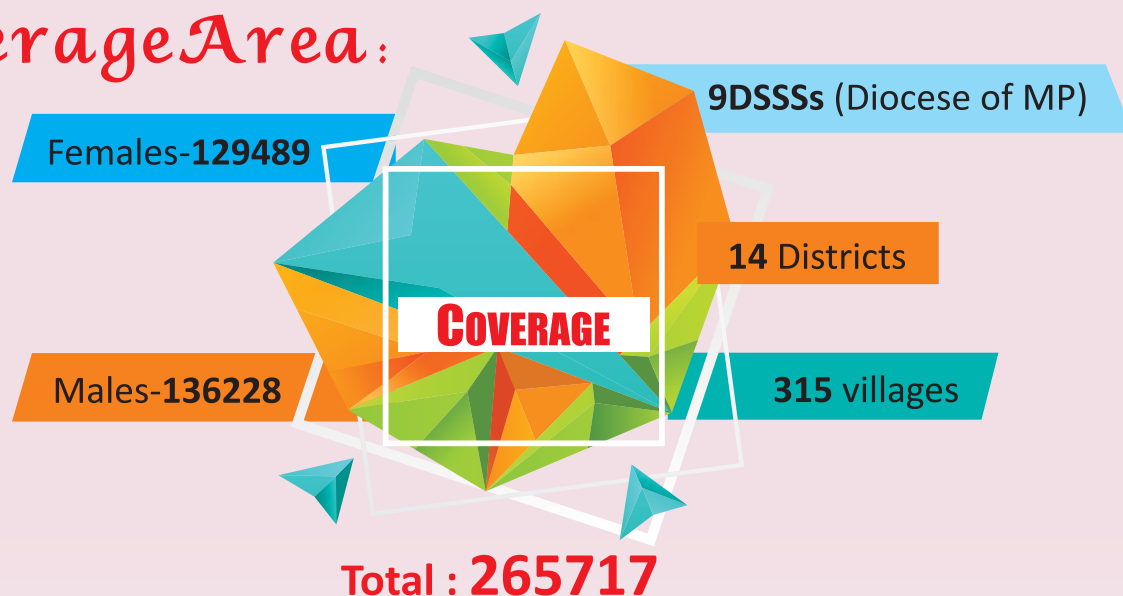 erageArea:
9DSSSs (Diocese of MP)
Females-129489
14 Districts
COVERAGE
Males-136228
315 villages
Total : 265717